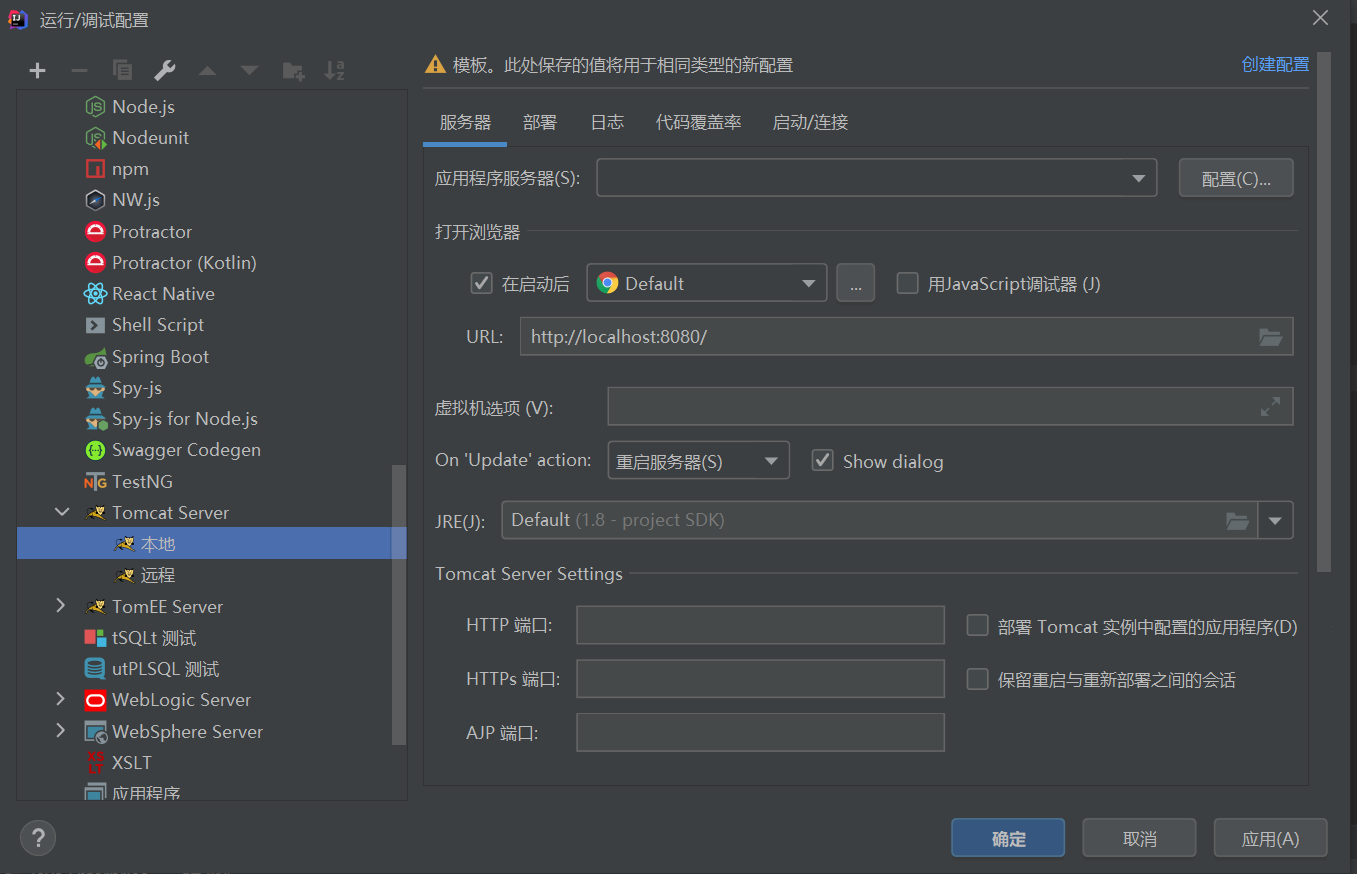 运行/调试配置
模板。此处保存的值将用于相同类型的新配置
创建配置
Node.js
Nodeunit
npm
NW.js
Protractor
Protractor (Kotlin)
React Native
Shell Script
Spring Boot
Spy-js
Spy-js for Node.js
Swagger Codegen
TestNG
Tomcat Server
本地
远程
TomEE Server
tSQLt 测试
utPLSQL 测试
WebLogic Server
WebSphere Server
XSLT
应用程序
服务器 部署 日志 代码覆盖率 启动/连接
应用程序服务器(S): 配置(C)...
打开浏览器
在启动后 Default ... 用JavaScript调试器 (J)
URL: http://localhost:8080/
虚拟机选项 (V):
On 'Update' action: 重启服务器(S) Show dialog
JRE(J): Default (1.8 - project SDK)
Tomcat Server Settings
HTTP 端口: 部署 Tomcat 实例中配置的应用程序(D)
HTTPs 端口: 保留重启与重新部署之间的会话
AJP 端口:
? 确定 取消 应用(A)